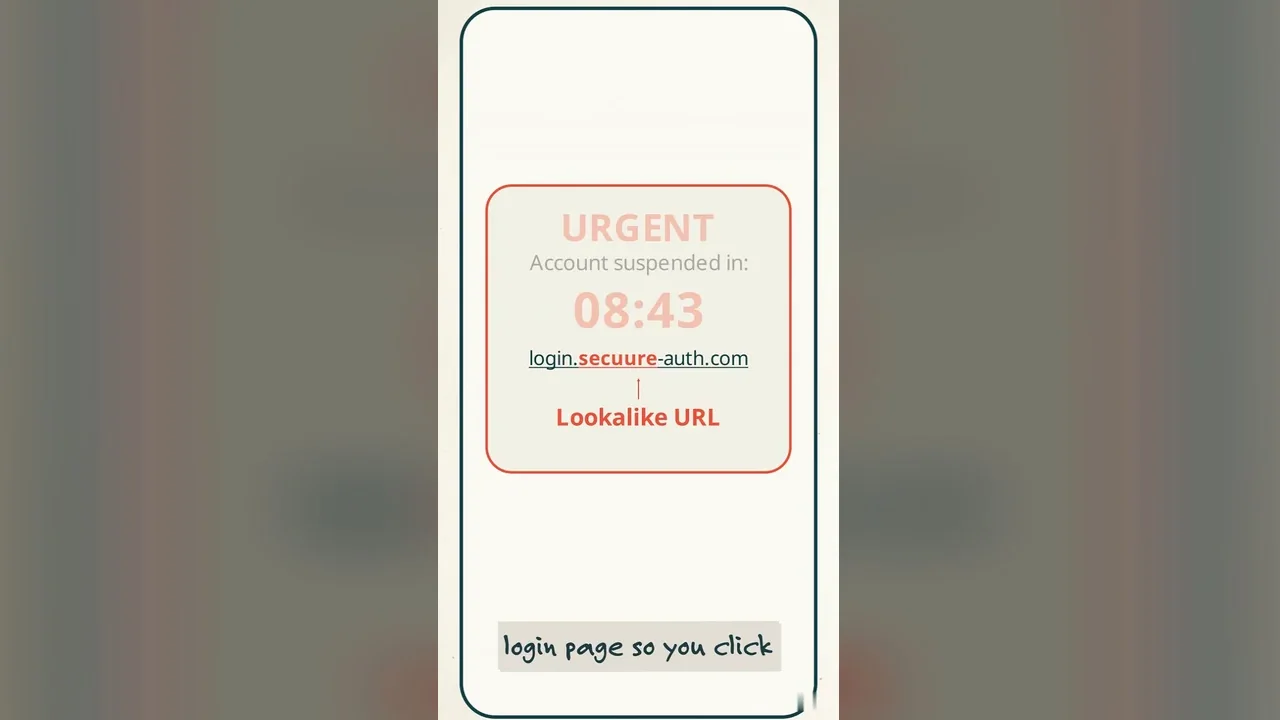 URGENT
Account suspended in:
08:43
login.secuure-auth.com
Lookalike URL
login page so you click